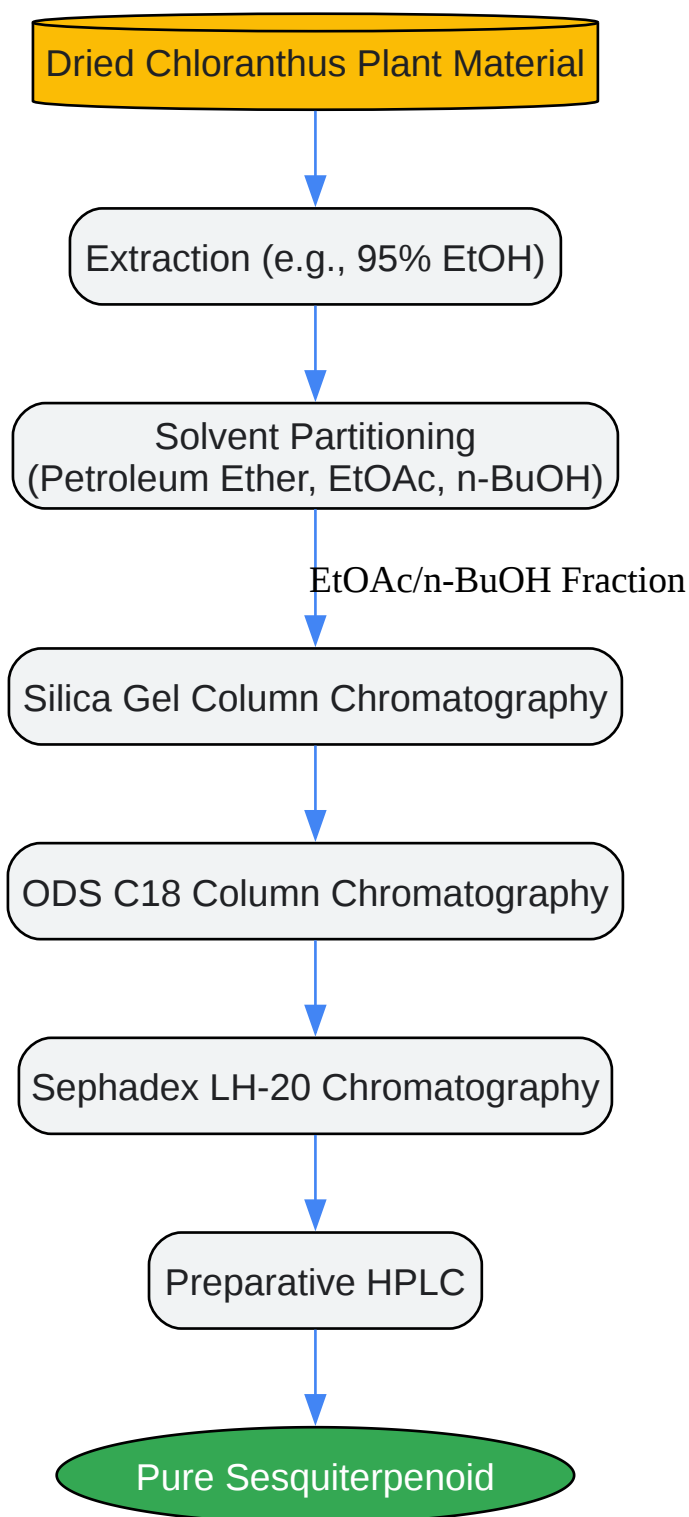 Dried Chloranthus Plant Material
Extraction (e.g., 95% EtOH)
Solvent Partitioning
(Petroleum Ether, EtOAc, n-BuOH)
EtOAc/n-BuOH Fraction
Silica Gel Column Chromatography
ODS C18 Column Chromatography
Sephadex LH-20 Chromatography
Preparative HPLC
Pure Sesquiterpenoid